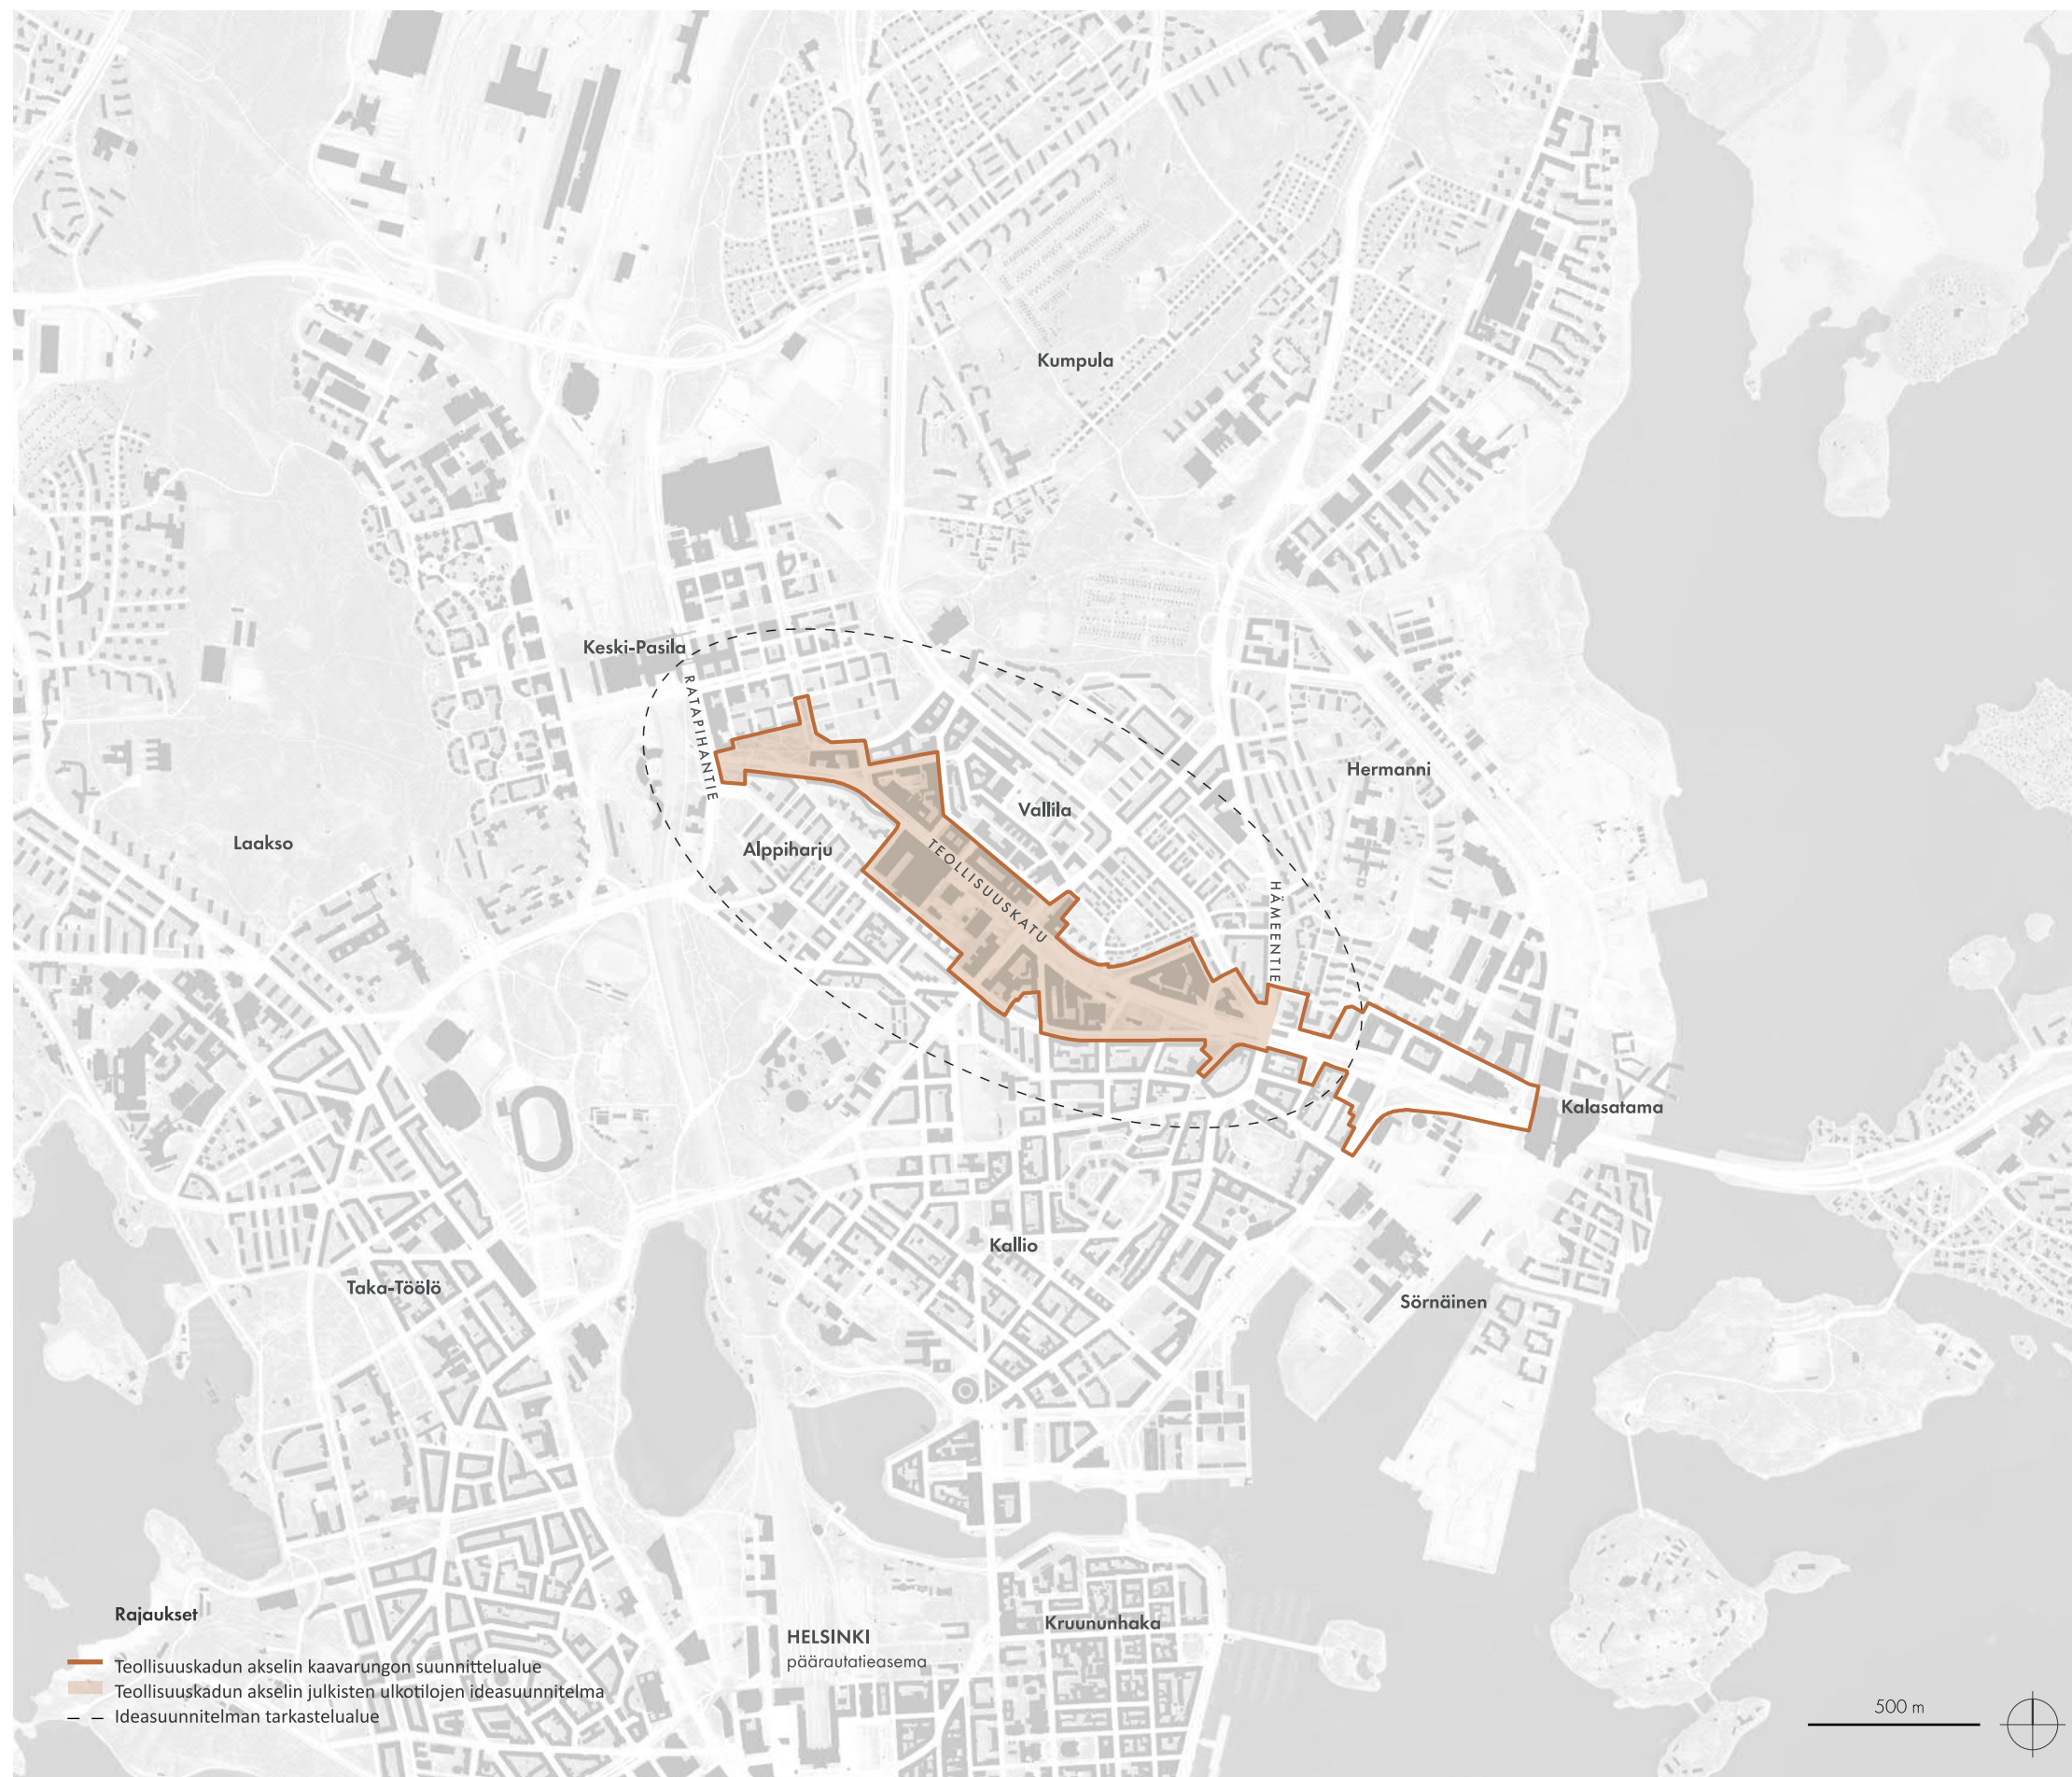 Kumpula
Keski-Pasila
RATAPIHANTIE
Hermanni
Vallila
Laakso
Alppiharju
TEOLLISUUSKATU
HÄMEENTIE
Kalasatama
Kallio
Taka-Töölö
Sörnäinen
Rajaukset
Teollisuuskadun akselin kaavarungon suunnittelualue
Teollisuuskadun akselin julkisten ulkotilojen ideasuunnitelma
Ideasuunnitelman tarkastelualue
HELSINKI
päärautatieasema
Kruununhaka
500 m